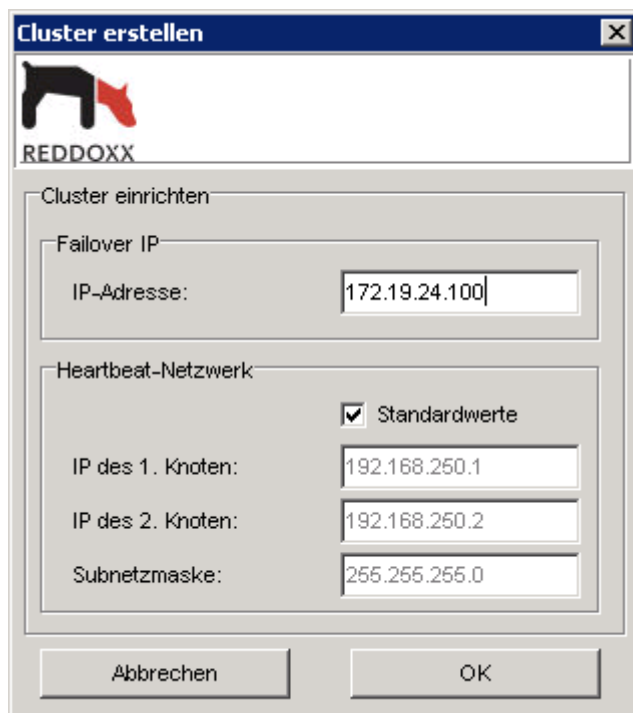 Cluster erstellen
REDDOXX
Cluster einrichten
Failover IP
IP-Adresse: 172.19.24.100
Heartbeat-Netzwerk
Standardwerte
IP des 1. Knoten: 192.168.250.1
IP des 2. Knoten: 192.168.250.2
Subnetzmaske: 255.255.255.0
Abbrechen OK